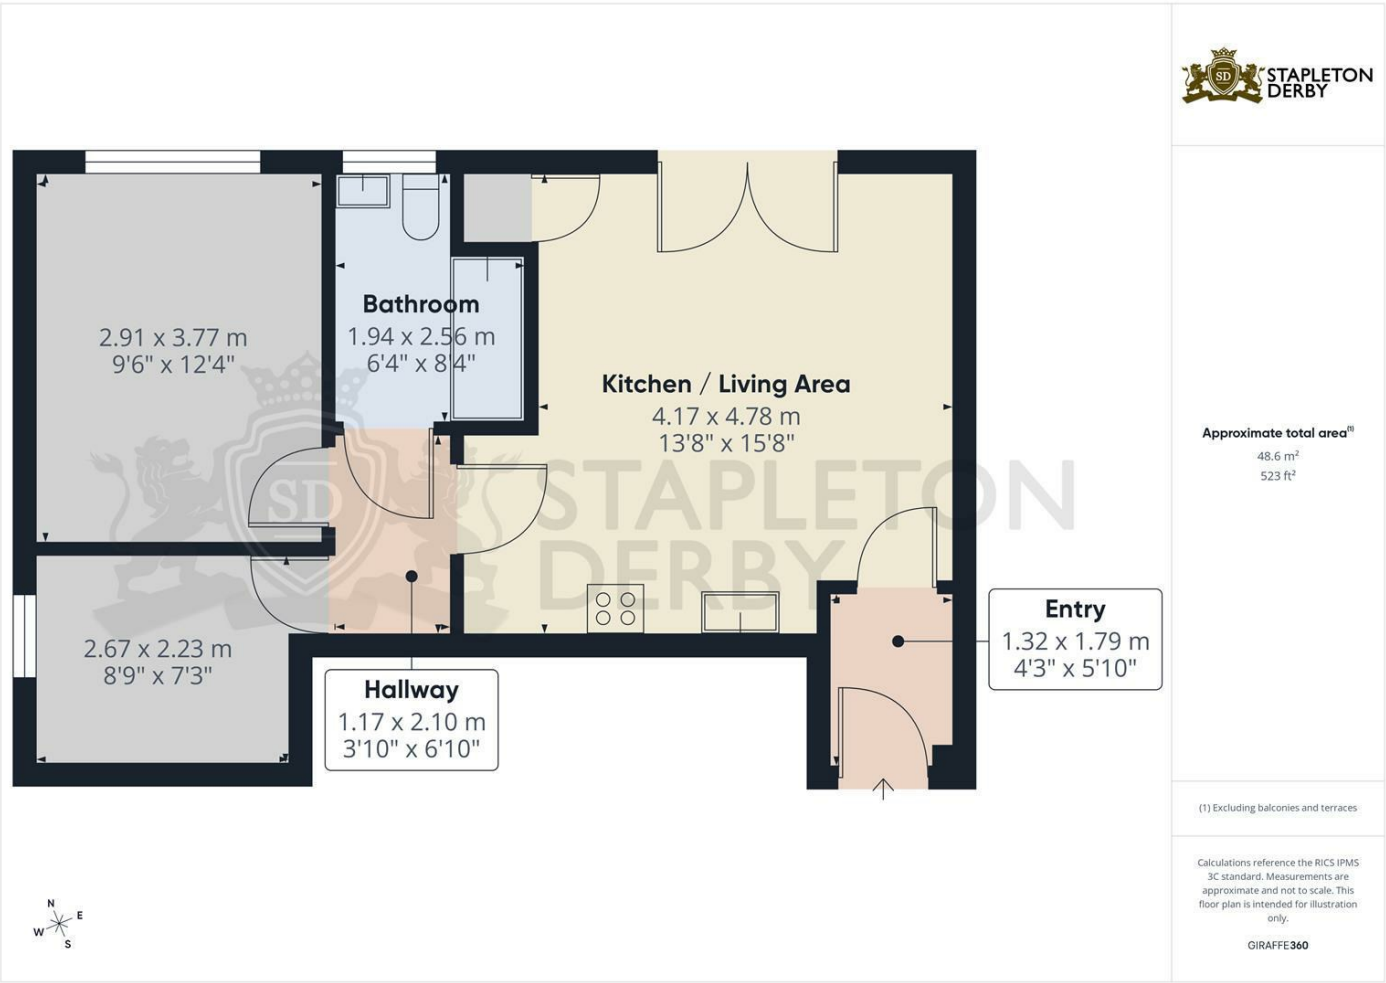 SD
STAPLETON
DERBY
2.91 x 3.77 m
9'6" x 12'4"
Bathroom
1.94 x 2.56 m
6'4" x 8'4"
Kitchen / Living Area
4.17 x 4.78 m
13'8" x 15'8"
SD
STAPLETON
DERBY
2.67 x 2.23 m
8'9" x 7'3"
Hallway
1.17 x 2.10 m
3'10" x 6'10"
Entry
1.32 x 1.79 m
4'3" x 5'10"
N
E
W
S
Approximate total area(1)
48.6 m²
523 ft²
(1) Excluding balconies and terraces
Calculations reference the RICS IPMS
3C standard. Measurements are
approximate and not to scale. This
floor plan is intended for illustration
only.
GIRAFFE360